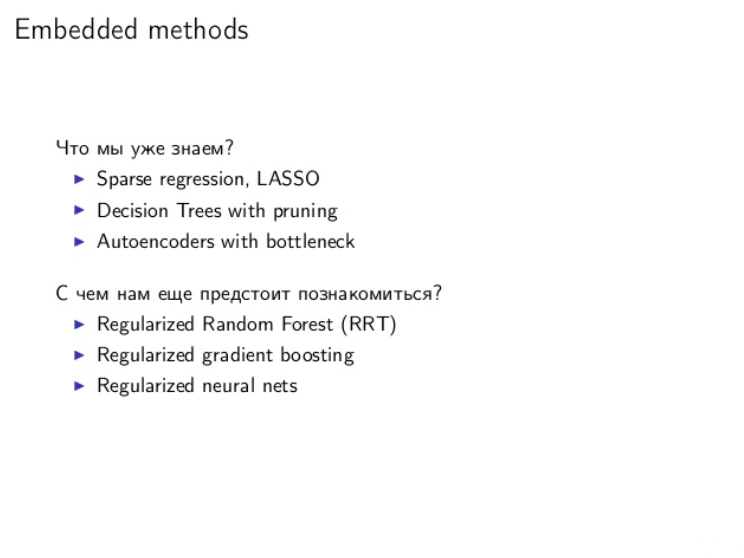 Embedded methods
Что мы уже знаем?
▶ Sparse regression, LASSO
▶ Decision Trees with pruning
▶ Autoencoders with bottleneck
С чем нам еще предстоит познакомиться?
▶ Regularized Random Forest (RRT)
▶ Regularized gradient boosting
▶ Regularized neural nets